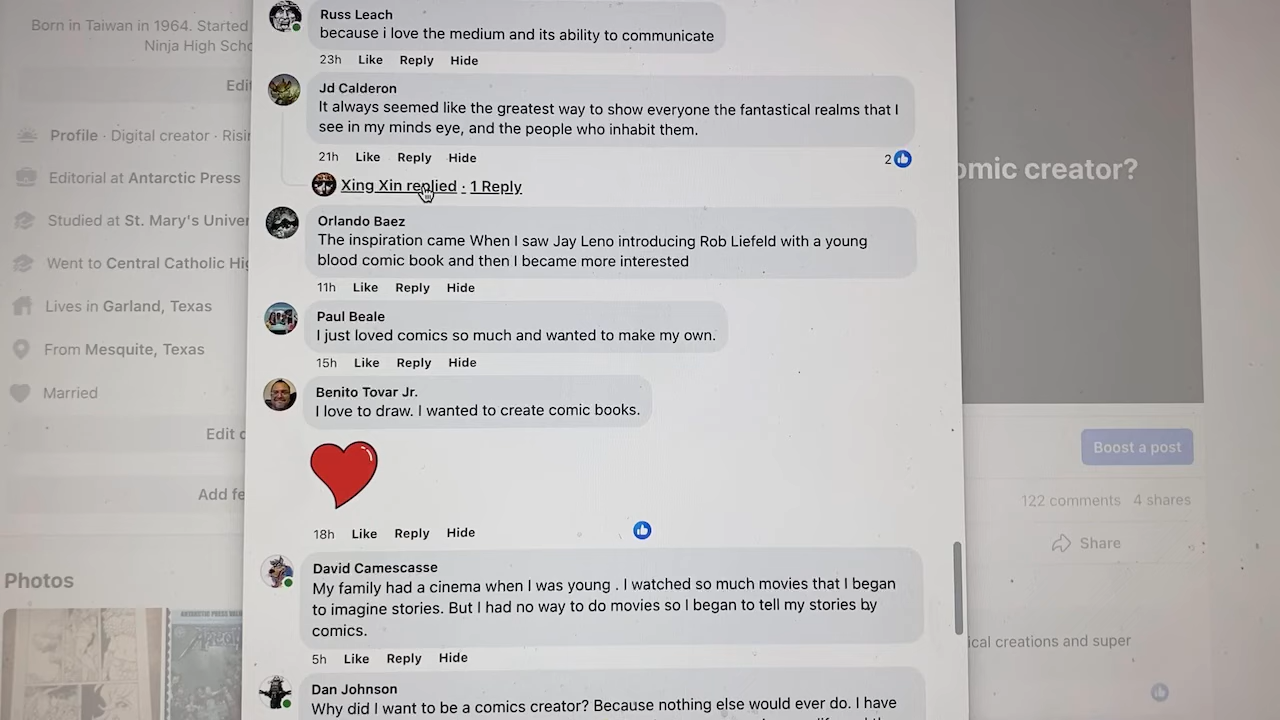 Born in Taiwan in 1964. Started
Ninja High Scho
Edi
Profile · Digital creator · Risin
Editorial at Antarctic Press
Studied at St. Mary's Univer
Went to Central Catholic Hig
Lives in Garland, Texas
From Mesquite, Texas
Married
Edit c
Add fe
Photos
Russ Leach
because i love the medium and its ability to communicate
23h Like Reply Hide
Jd Calderon
It always seemed like the greatest way to show everyone the fantastical realms that I
see in my minds eye, and the people who inhabit them.
21h Like Reply Hide 2
Xing Xin replied · 1 Reply
Orlando Baez
The inspiration came When I saw Jay Leno introducing Rob Liefeld with a young
blood comic book and then I became more interested
11h Like Reply Hide
Paul Beale
I just loved comics so much and wanted to make my own.
15h Like Reply Hide
Benito Tovar Jr.
I love to draw. I wanted to create comic books.
18h Like Reply Hide
David Camescasse
My family had a cinema when I was young . I watched so much movies that I began
to imagine stories. But I had no way to do movies so I began to tell my stories by
comics.
5h Like Reply Hide
Dan Johnson
Why did I want to be a comics creator? Because nothing else would ever do. I have
omic creator?
Boost a post
122 comments 4 shares
Share
ical creations and super